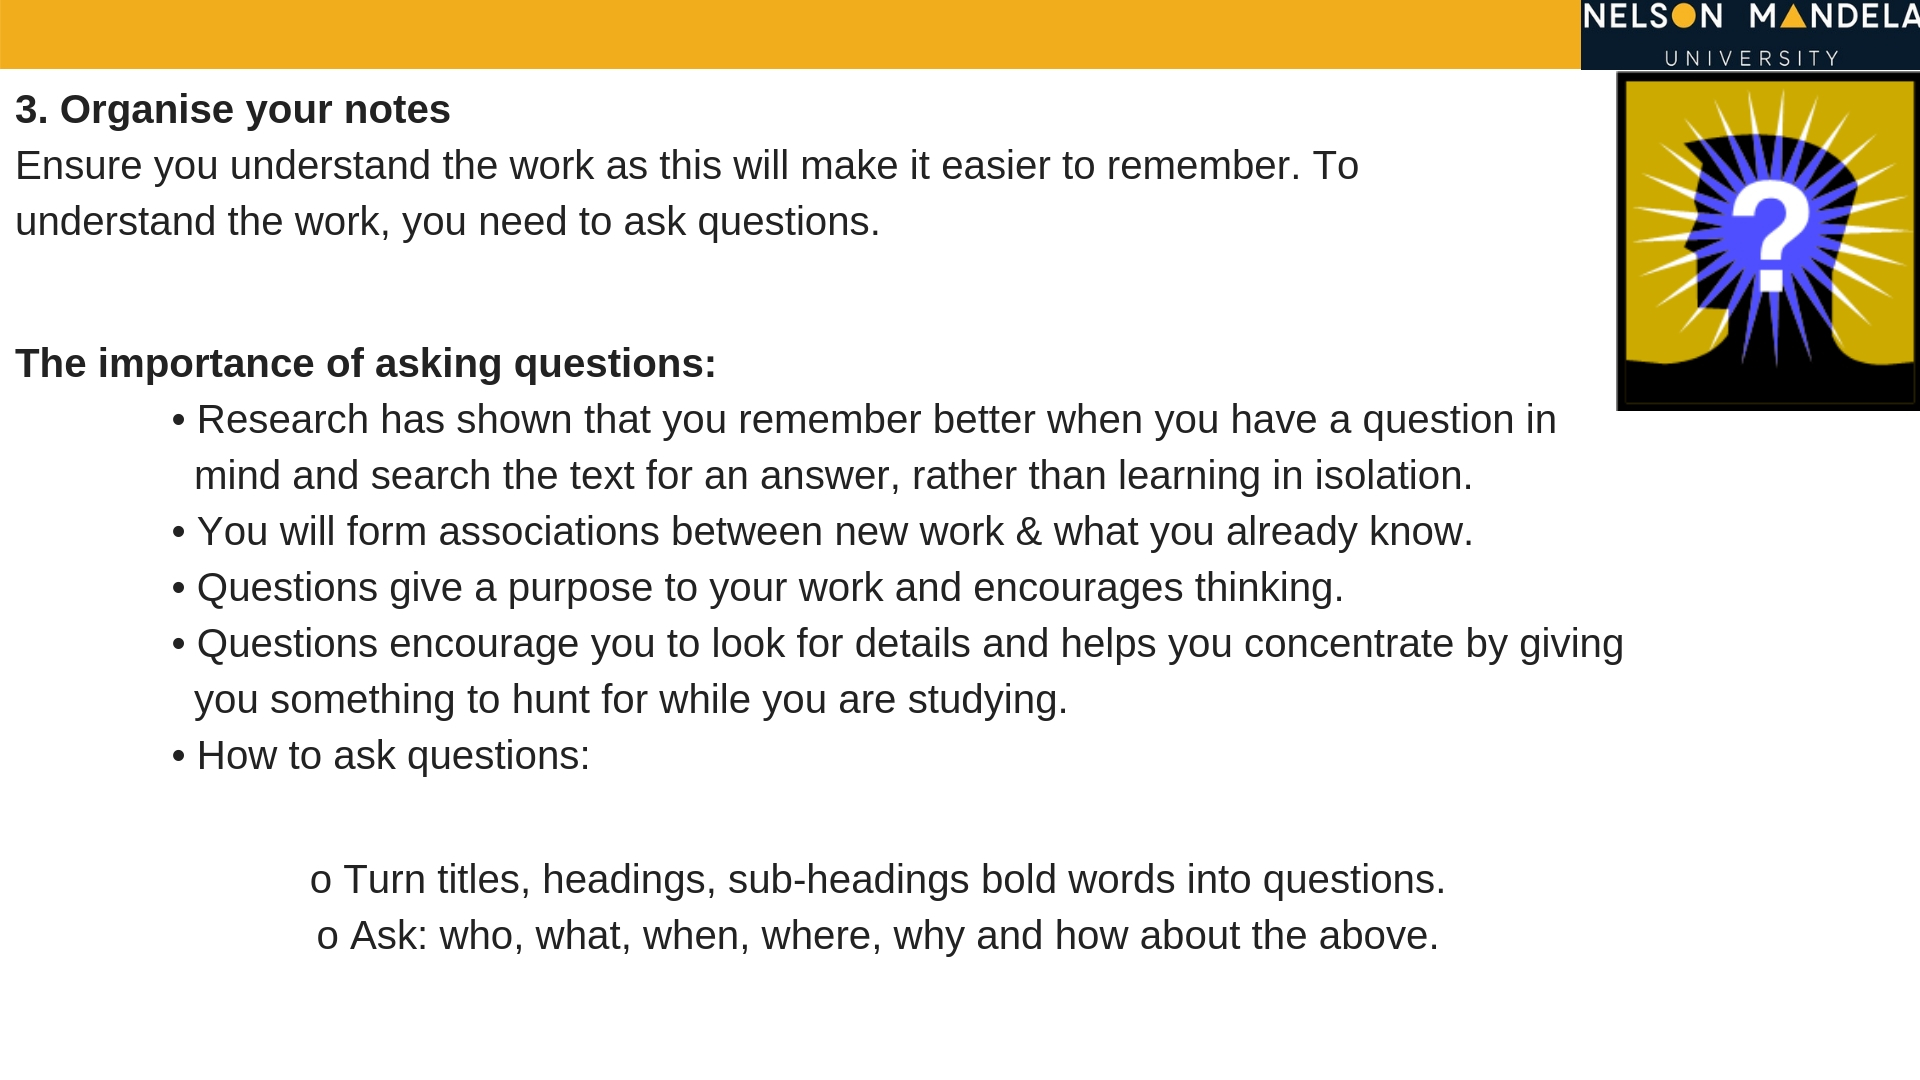 NELSON MANDELA
UNIVERSITY
3. Organise your notes
Ensure you understand the work as this will make it easier to remember. To
understand the work, you need to ask questions.
?
The importance of asking questions:
• Research has shown that you remember better when you have a question in
mind and search the text for an answer, rather than learning in isolation.
• You will form associations between new work & what you already know.
• Questions give a purpose to your work and encourages thinking.
• Questions encourage you to look for details and helps you concentrate by giving
you something to hunt for while you are studying.
• How to ask questions:
o Turn titles, headings, sub-headings bold words into questions.
o Ask: who, what, when, where, why and how about the above.